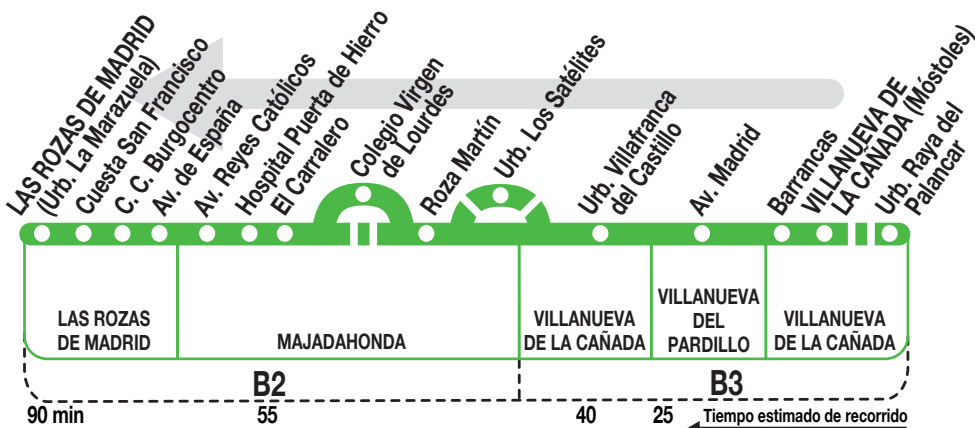 LAS ROZAS DE MADRID
(Urb. La Marazuela)
Cuesta San Francisco
C. C. Burgocentro
Av. de España
Av. Reyes Católicos
Hospital Puerta de Hierro
El Carralero
Colegio Virgen
de Lourdes
Roza Martín
Urb. Los Satélites
Urb. Villafranca
del Castillo
Av. Madrid
Barrancas
VILLANUEVA DE
LA CAÑADA (Móstoles)
Urb. Raya del
Palancar
LAS ROZAS
DE MADRID
MAJADAHONDA
VILLANUEVA
DE LA CAÑADA
VILLANUEVA
DEL
PARDILLO
VILLANUEVA
DE LA CAÑADA
B2
B3
90 min
55
40
25
Tiempo estimado de recorrido